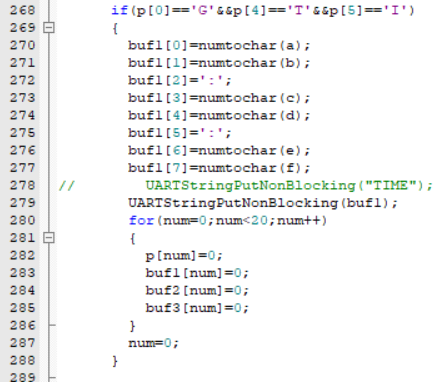 268 if(p[0]=='G'&&p[4]=='T'&&p[5]=='I')
269 {
270 buf1[0]=numtochar(a);
271 buf1[1]=numtochar(b);
272 buf1[2]=':';
273 buf1[3]=numtochar(c);
274 buf1[4]=numtochar(d);
275 buf1[5]=':';
276 buf1[6]=numtochar(e);
277 buf1[7]=numtochar(f);
278 // UARTStringPutNonBlocking("TIME");
279 UARTStringPutNonBlocking(buf1);
280 for(num=0;num<20;num++)
281 {
282 p[num]=0;
283 buf1[num]=0;
284 buf2[num]=0;
285 buf3[num]=0;
286 }
287 num=0;
288 }
289